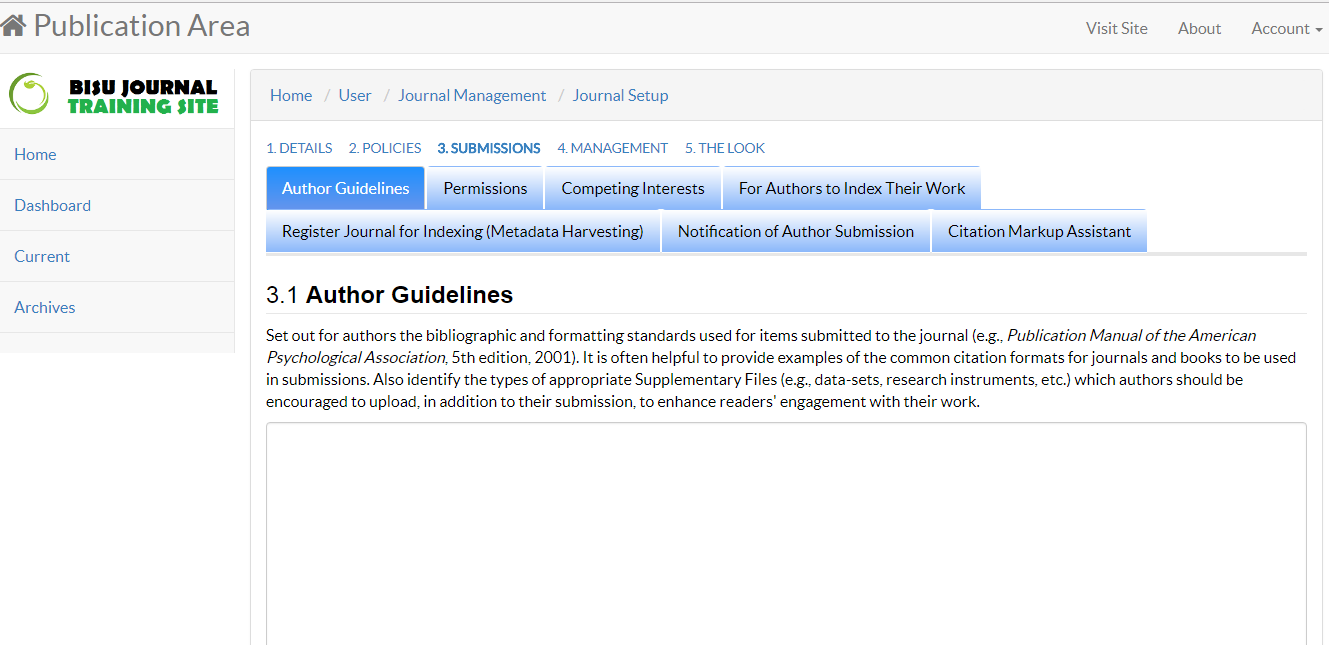 Publication Area
Visit Site About Account
BISU JOURNAL
TRAINING SITE
Home / User / Journal Management / Journal Setup
Home
Dashboard
Current
Archives
1. DETAILS 2. POLICIES 3. SUBMISSIONS 4. MANAGEMENT 5. THE LOOK
Author Guidelines Permissions Competing Interests For Authors to Index Their Work
Register Journal for Indexing (Metadata Harvesting) Notification of Author Submission Citation Markup Assistant
3.1 Author Guidelines
Set out for authors the bibliographic and formatting standards used for items submitted to the journal (e.g., Publication Manual of the American
Psychological Association, 5th edition, 2001). It is often helpful to provide examples of the common citation formats for journals and books to be used
in submissions. Also identify the types of appropriate Supplementary Files (e.g., data-sets, research instruments, etc.) which authors should be
encouraged to upload, in addition to their submission, to enhance readers' engagement with their work.